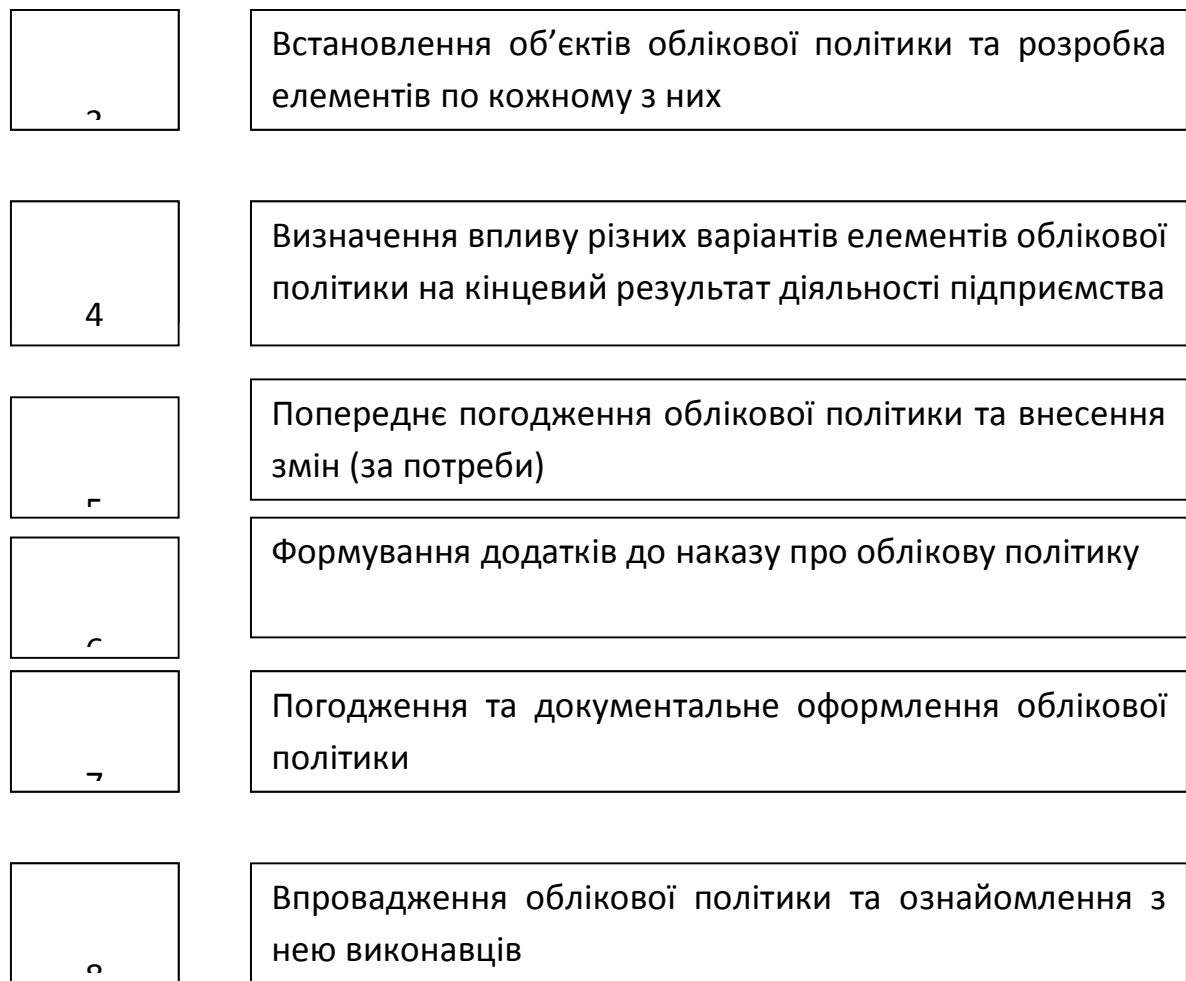 Встановлення об’єктів облікової політики та розробка
елементів по кожному з них
4
Визначення впливу різних варіантів елементів облікової
політики на кінцевий результат діяльності підприємства
Попереднє погодження облікової політики та внесення
змін (за потреби)
Формування додатків до наказу про облікову політику
Погодження та документальне оформлення облікової
політики
Впровадження облікової політики та ознайомлення з
нею виконавців